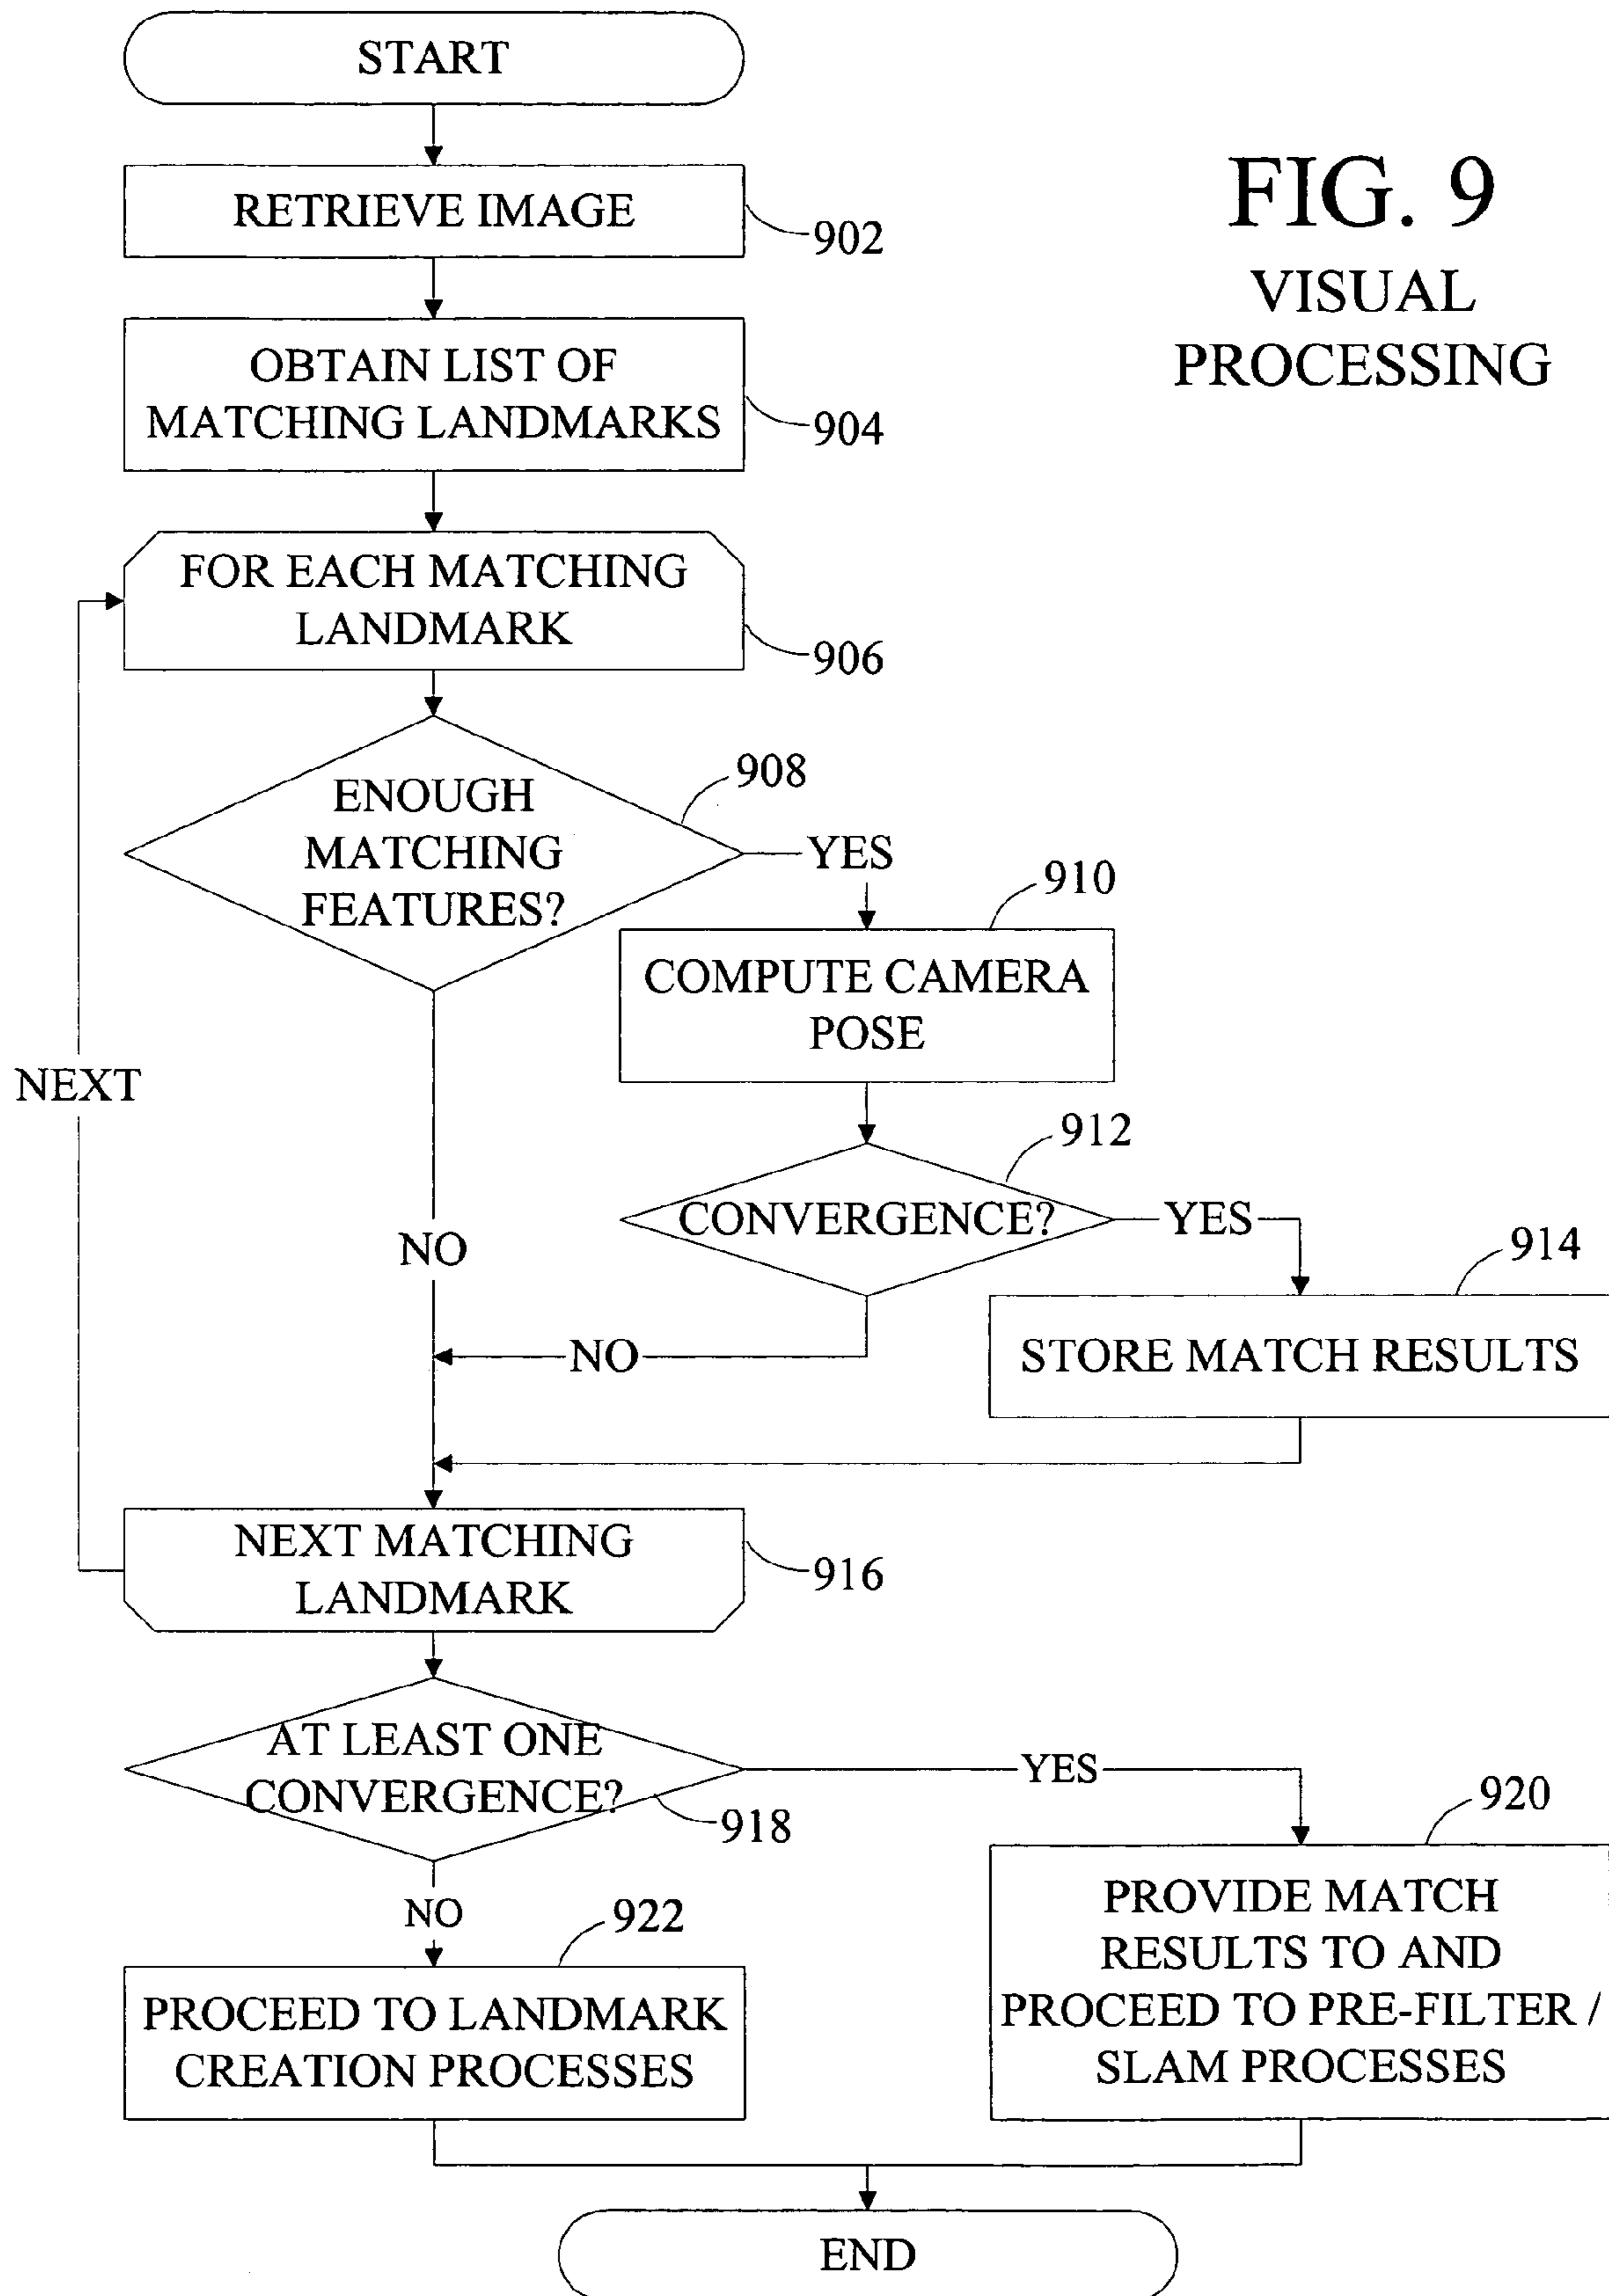 START
FIG. 9
VISUAL
PROCESSING
RETRIEVE IMAGE
902
OBTAIN LIST OF
MATCHING LANDMARKS
904
FOR EACH MATCHING
LANDMARK
906
ENOUGH
MATCHING
FEATURES?
908
YES
910
COMPUTE CAMERA
POSE
NEXT
912
CONVERGENCE?
YES
914
NO
NO
STORE MATCH RESULTS
NEXT MATCHING
LANDMARK
916
AT LEAST ONE
CONVERGENCE?
918
YES
920
NO
922
PROVIDE MATCH
RESULTS TO AND
PROCEED TO PRE-FILTER /
SLAM PROCESSES
PROCEED TO LANDMARK
CREATION PROCESSES
END